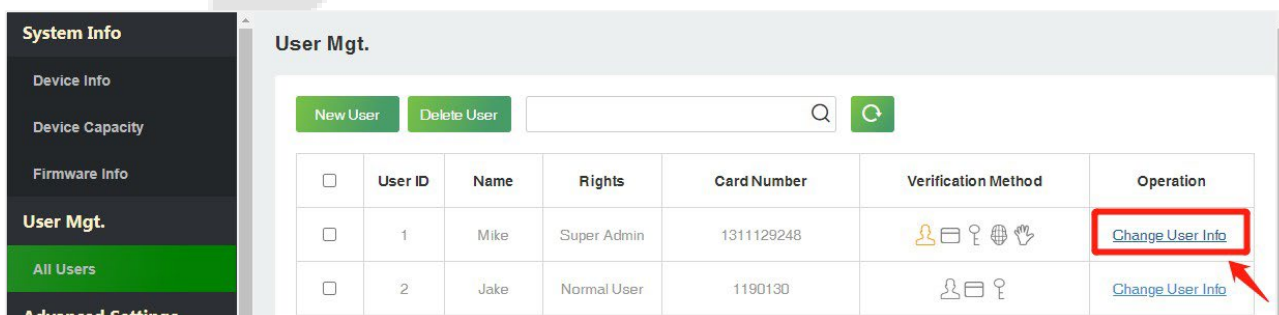 System Info
Device Info
Device Capacity
Firmware Info
User Mgt.
All Users
Advanced Settings
User Mgt.
New User Delete User
User ID Name Rights Card Number Verification Method Operation
1 Mike Super Admin 1311129248 Change User Info
2 Jake Normal User 1190130 Change User Info